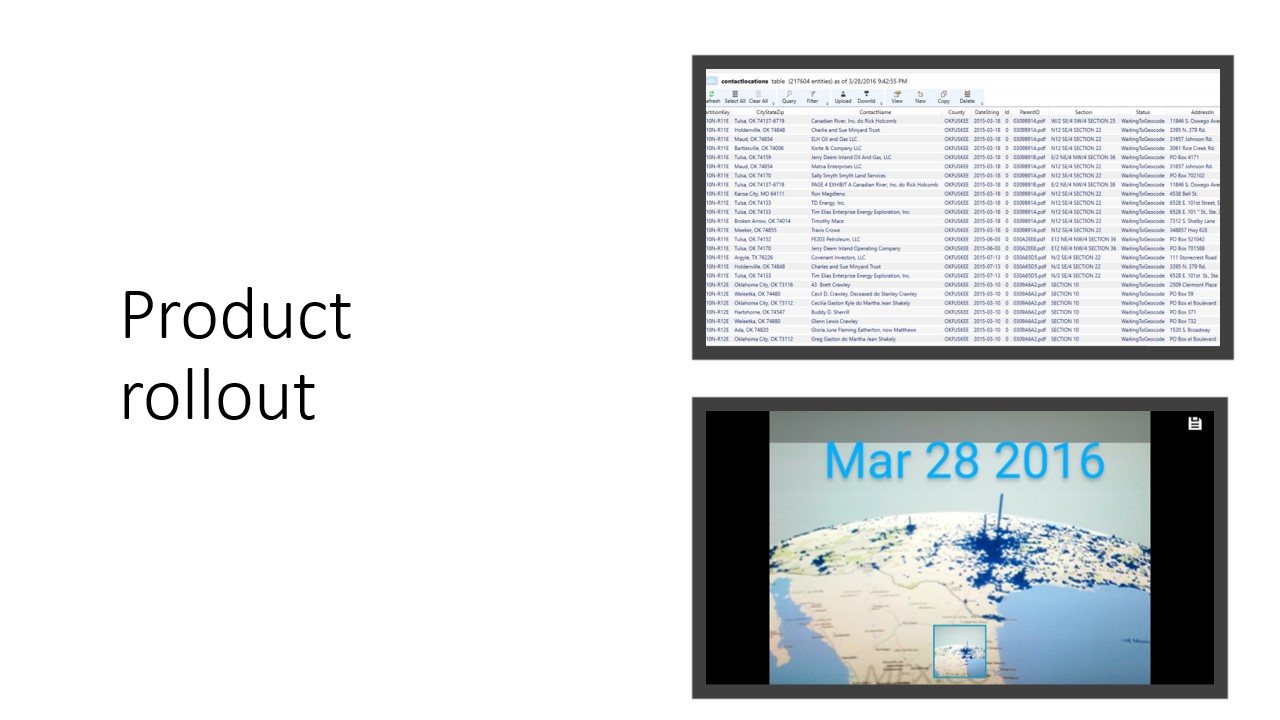 Product
rollout
contactlocations table (217604 entities) as of 3/28/2016 9:42:55 PM
Select All Clear All Query Filter Upload Downld View New Copy Delete
CityStateZip ContactName County DateString Id ParentID Section Status
10N-R11E Tulsa, OK 74137-6719 Canadian River, Inc. do Rick Holcomb OKFUSKEE 2015-03-18 0 0309B91A.pdf W/2 SE/4 SW/4 SECTION 25 WaitingToGeocode 11846 S. Oswego Ave
10N-R11E Holdenville, OK 74848 Charlie and Sue Minyard Trust OKFUSKEE 2015-03-18 0 0309B91A.pdf N12 SE/4 SECTION 22 WaitingToGeocode 3395 N. 379 Rd.
10N-R11E Maud, OK 74854 ELH Oil and Gas LLC OKFUSKEE 2015-03-18 0 0309B91A.pdf N12 SE/4 SECTION 22 WaitingToGeocode 31657 Johnson Rd.
10N-R11E Bartlesville, OK 74006 Korte & Company LLC OKFUSKEE 2015-03-18 0 0309B91A.pdf N12 SE/4 SECTION 22 WaitingToGeocode 3061 Rice Creek Rd.
10N-R11E Tulsa, OK 74159 Jerry Deem Inland Oil And Gas, LLC OKFUSKEE 2015-03-18 0 0309B91B.pdf E/2 NE/4 NW/4 SECTION 36 WaitingToGeocode PO Box 4171
10N-R11E Maud, OK 74854 Matna Enterprises LLC OKFUSKEE 2015-03-18 0 0309B91A.pdf N12 SE/4 SECTION 22 WaitingToGeocode 31657 Johnson Rd.
10N-R11E Tulsa, OK 74170 Salty Smyth Smyth Land Services OKFUSKEE 2015-03-18 0 0309B91A.pdf N12 SE/4 SECTION 22 WaitingToGeocode PO Box 702102
10N-R11E Tulsa, OK 74137-6719 PAGE 4 EXHIBIT A Canadian River, Inc. do Rick Holcomb OKFUSKEE 2015-03-18 0 0309B91B.pdf E/2 NE/4 NW/4 SECTION 36 WaitingToGeocode 11846 S. Oswego Ave
10N-R11E Kansa City, MO 64111 Ron Magdleno OKFUSKEE 2015-03-18 0 0309B91A.pdf N12 SE/4 SECTION 22 WaitingToGeocode 4538 Bell St.
10N-R11E Tulsa, OK 74133 TD Energy, Inc. OKFUSKEE 2015-03-18 0 0309B91A.pdf N12 SE/4 SECTION 22 WaitingToGeocode 6528 E. 101st Street, S
10N-R11E Tulsa, OK 74133 Tim Elias Enterprise Energy Exploration, Inc. OKFUSKEE 2015-03-18 0 0309B91A.pdf N12 SE/4 SECTION 22 WaitingToGeocode 6528 E. 101 " St., Ste.
10N-R11E Broken Arrow, OK 74014 Timothy Mace OKFUSKEE 2015-03-18 0 0309B91A.pdf N12 SE/4 SECTION 22 WaitingToGeocode 7312 S. Shelby Lane
10N-R11E Meeker, OK 74855 Travis Crowe OKFUSKEE 2015-03-18 0 0309B91A.pdf N12 SE/4 SECTION 22 WaitingToGeocode 348857 Hwy 62E
10N-R11E Tulsa, OK 74152 FE203 Petroleum, LLC OKFUSKEE 2015-06-03 0 030A2EE8.pdf E12 NE/4 NW/4 SECTION 36 WaitingToGeocode PO Box 521042
10N-R11E Tulsa, OK 74170 Jerry Deem Inland Operating Company OKFUSKEE 2015-06-03 0 030A2EE8.pdf E12 NE/4 NW/4 SECTION 36 WaitingToGeocode PO Box 701588
10N-R11E Argyle, TX 76226 Covenant Investors, LLC OKFUSKEE 2015-07-13 0 030A65D5.pdf N/2 SE/4 SECTION 22 WaitingToGeocode 111 Stonecrest Road
10N-R11E Holdenville, OK 74848 Charles and Sue Minyard Trust OKFUSKEE 2015-07-13 0 030A65D5.pdf N/2 SE/4 SECTION 22 WaitingToGeocode 3395 N. 379 Rd.
10N-R11E Tulsa, OK 74133 Tim Elias Enterprise Energy Exploration, Inc. OKFUSKEE 2015-07-13 0 030A65D5.pdf N/2 SE/4 SECTION 22 WaitingToGeocode 6528 E. 101st St., Ste.
10N-R12E Oklahoma City, OK 73116 43 Brett Crawley OKFUSKEE 2015-03-10 0 0309A6A2.pdf SECTION 10 WaitingToGeocode 2509 Clermont Place
10N-R12E Weleetka, OK 74480 Cecil D. Crawley, Deceased do Stanley Crawley OKFUSKEE 2015-03-10 0 0309A6A2.pdf SECTION 10 WaitingToGeocode PO Box 59
10N-R12E Oklahoma City, OK 73112 Cecilia Gaston Kyle do Martha Jean Shakely OKFUSKEE 2015-03-10 0 0309A6A2.pdf SECTION 10 WaitingToGeocode PO Box el Boulevard
10N-R12E Hartshorne, OK 74547 Buddy D. Sherrill OKFUSKEE 2015-03-10 0 0309A6A2.pdf SECTION 10 WaitingToGeocode PO Box 371
10N-R12E Weleetka, OK 74880 Glenn Lewis Crawley OKFUSKEE 2015-03-10 0 0309A6A2.pdf SECTION 10 WaitingToGeocode PO Box 732
10N-R12E Ada, OK 74820 Gloria June Fleming Eatherton, now Matthews OKFUSKEE 2015-03-10 0 0309A6A2.pdf SECTION 10 WaitingToGeocode 1520 S. Broadway
10N-R12E Oklahoma City, OK 73112 Greg Gaston do Martha Jean Shakely OKFUSKEE 2015-03-10 0 0309A6A2.pdf SECTION 10 WaitingToGeocode PO Box el Boulevard
Mar 28 2016
MEXICO